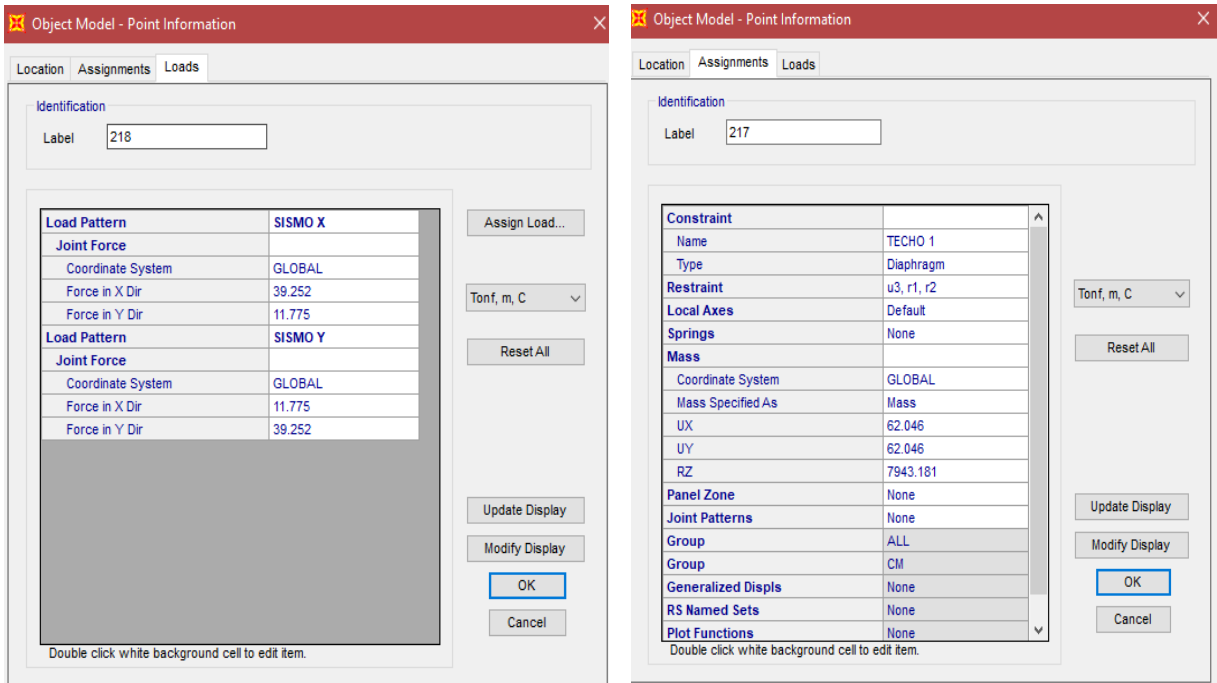 Object Model - Point Information
Location Assignments Loads
Identification
Label 218
Load Pattern SISMO X
Joint Force
Coordinate System GLOBAL
Force in X Dir 39.252
Force in Y Dir 11.775
Load Pattern SISMO Y
Joint Force
Coordinate System GLOBAL
Force in X Dir 11.775
Force in Y Dir 39.252
Assign Load...
Tonf, m, C
Reset All
Update Display
Modify Display
OK
Cancel
Double click white background cell to edit item.
Object Model - Point Information
Location Assignments Loads
Identification
Label 217
Constraint
Name TECHO 1
Type Diaphragm
Restraint u3, r1, r2
Local Axes Default
Springs None
Mass
Coordinate System GLOBAL
Mass Specified As Mass
UX 62.046
UY 62.046
RZ 7943.181
Panel Zone None
Joint Patterns None
Group ALL
Group CM
Generalized Displs None
RS Named Sets None
Plot Functions None
Tonf, m, C
Reset All
Update Display
Modify Display
OK
Cancel
Double click white background cell to edit item.